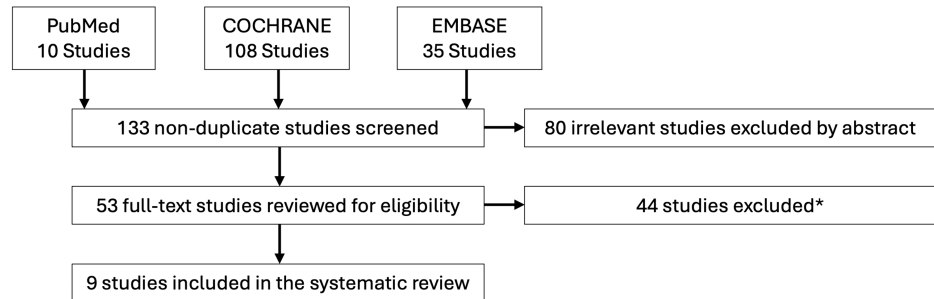 PubMed
10 Studies
COCHRANE
108 Studies
EMBASE
35 Studies
133 non-duplicate studies screened
80 irrelevant studies excluded by abstract
53 full-text studies reviewed for eligibility
44 studies excluded*
9 studies included in the systematic review